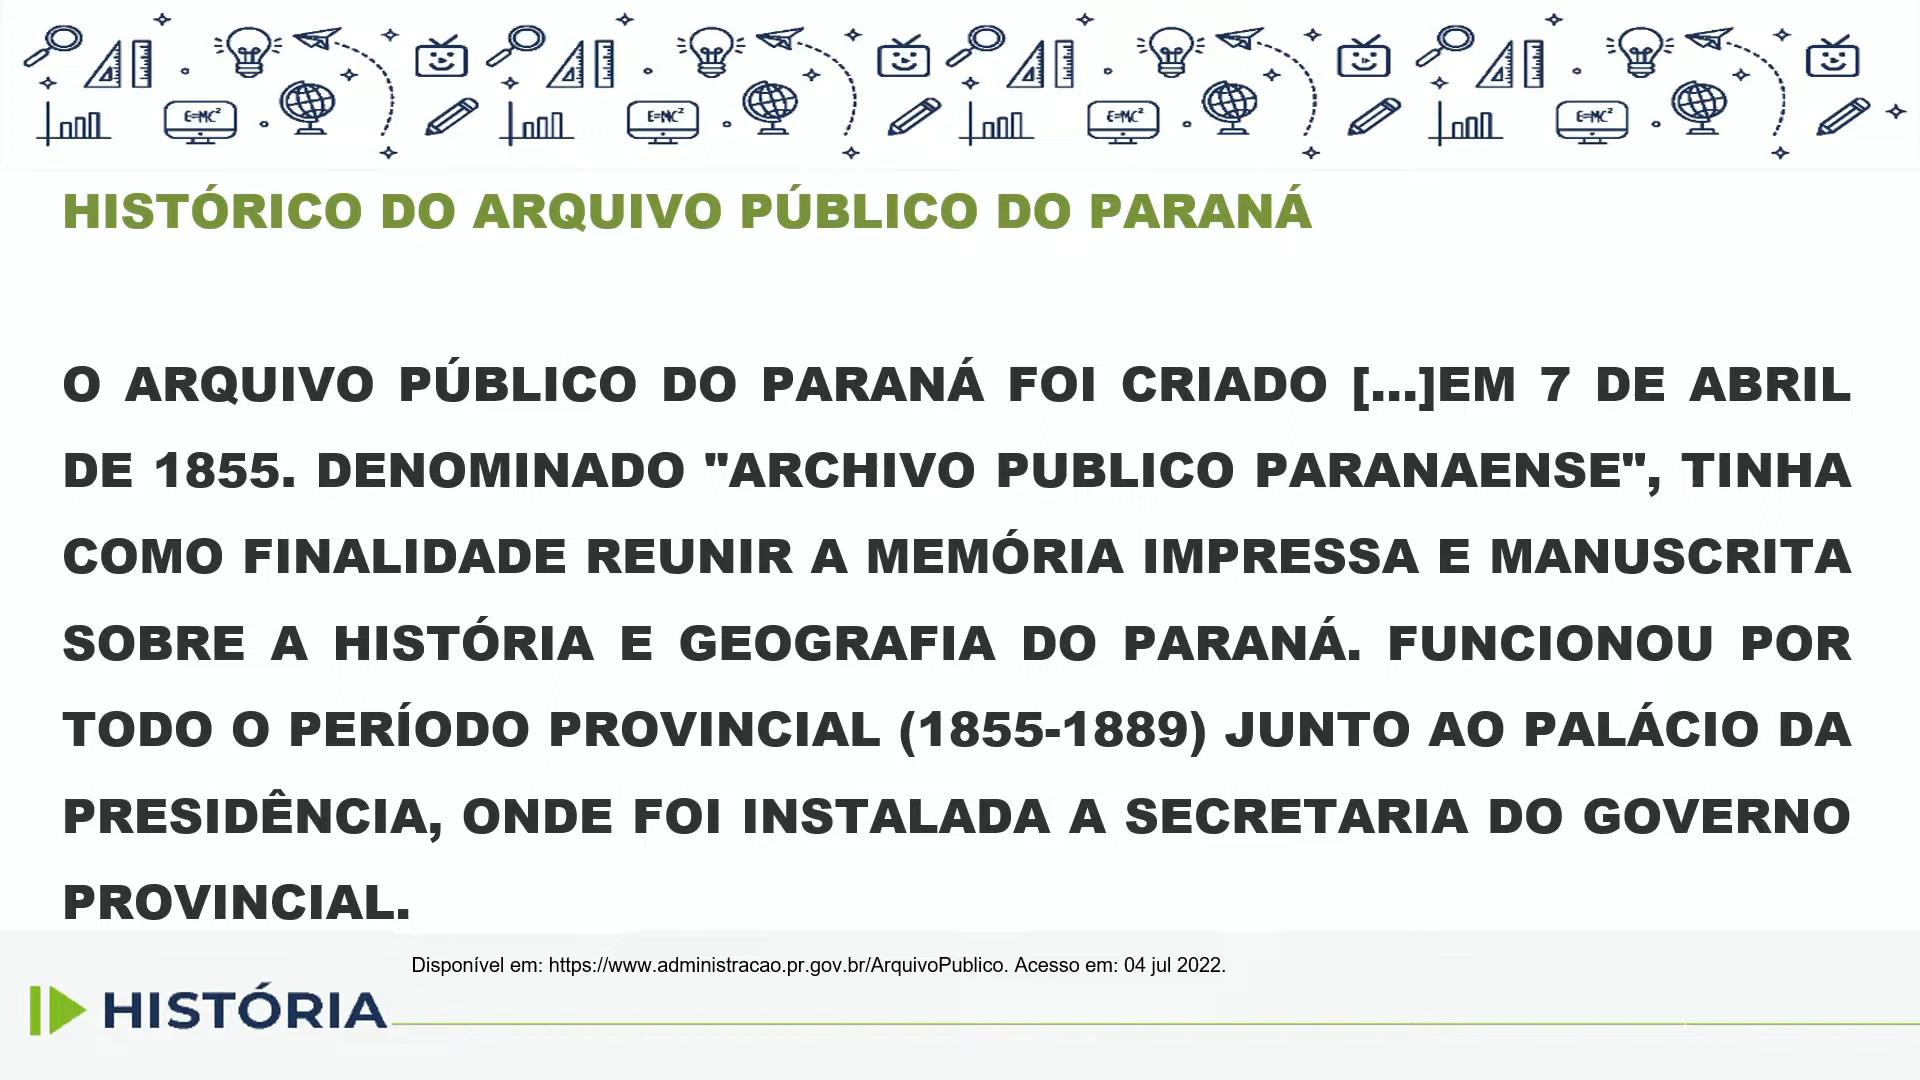 E=MC² E=MC² E=MC² E=MC²
HISTÓRICO DO ARQUIVO PÚBLICO DO PARANÁ
O ARQUIVO PÚBLICO DO PARANÁ FOI CRIADO [...]EM 7 DE ABRIL
DE 1855. DENOMINADO "ARCHIVO PUBLICO PARANAENSE", TINHA
COMO FINALIDADE REUNIR A MEMÓRIA IMPRESSA E MANUSCRITA
SOBRE A HISTÓRIA E GEOGRAFIA DO PARANÁ. FUNCIONOU POR
TODO O PERÍODO PROVINCIAL (1855-1889) JUNTO AO PALÁCIO DA
PRESIDÊNCIA, ONDE FOI INSTALADA A SECRETARIA DO GOVERNO
PROVINCIAL.
Disponível em: https://www.administracao.pr.gov.br/ArquivoPublico. Acesso em: 04 jul 2022.
HISTÓRIA